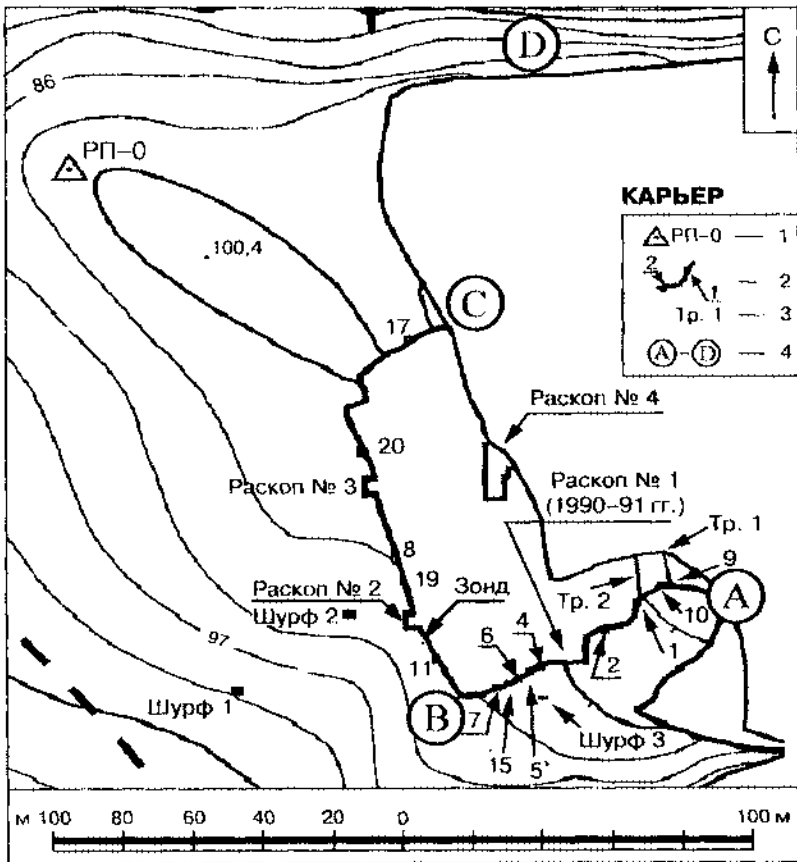 D
С
86
РП-0
КАРЬЕР
100,4
РП-0 — 1
2
1 — 2
Тр. 1 — 3
A - D — 4
C
17
Раскоп № 4
20
Раскоп № 3
Раскоп № 1
(1990-91 гг.)
Тр. 1
8
9
19
Тр. 2
A
Раскоп № 2
Зонд
10
Шурф 2
6
4
97
2
1
11
Шурф 1
B
7
Шурф 3
15
5
м 100 80 60 40 20 0 100 м